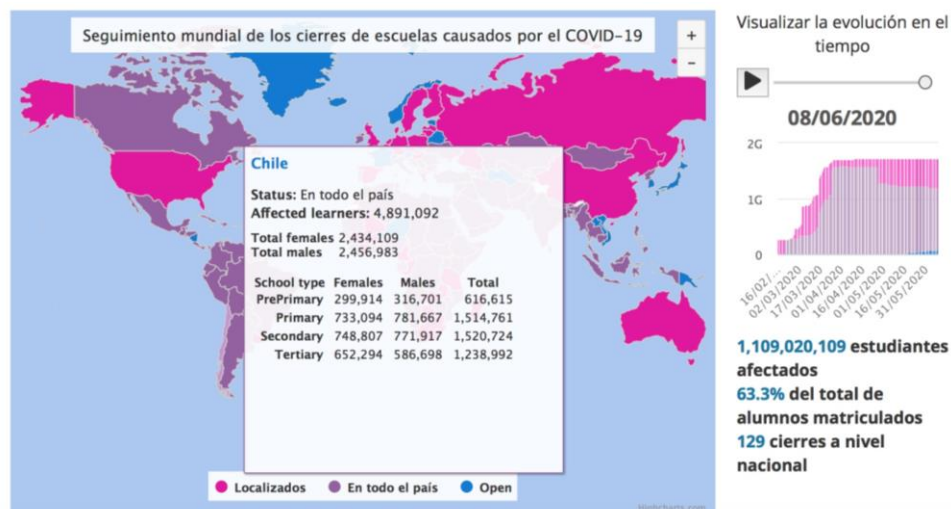 Seguimiento mundial de los cierres de escuelas causados por el COVID-19
+
-
Chile
Status: En todo el país
Affected learners: 4,891,092
Total females 2,434,109
Total males 2,456,983
School type Females Males Total
PrePrimary 299,914 316,701 616,615
Primary 733,094 781,667 1,514,761
Secondary 748,807 771,917 1,520,724
Tertiary 652,294 586,698 1,238,992
Localizados En todo el país Open
Highcharts.com
Visualizar la evolución en el
tiempo
08/06/2020
2G
1G
0
16/02/...
02/03/2020
17/03/2020
01/04/2020
16/04/2020
01/05/2020
16/05/2020
31/05/2020
1,109,020,109 estudiantes
afectados
63.3% del total de
alumnos matriculados
129 cierres a nivel
nacional